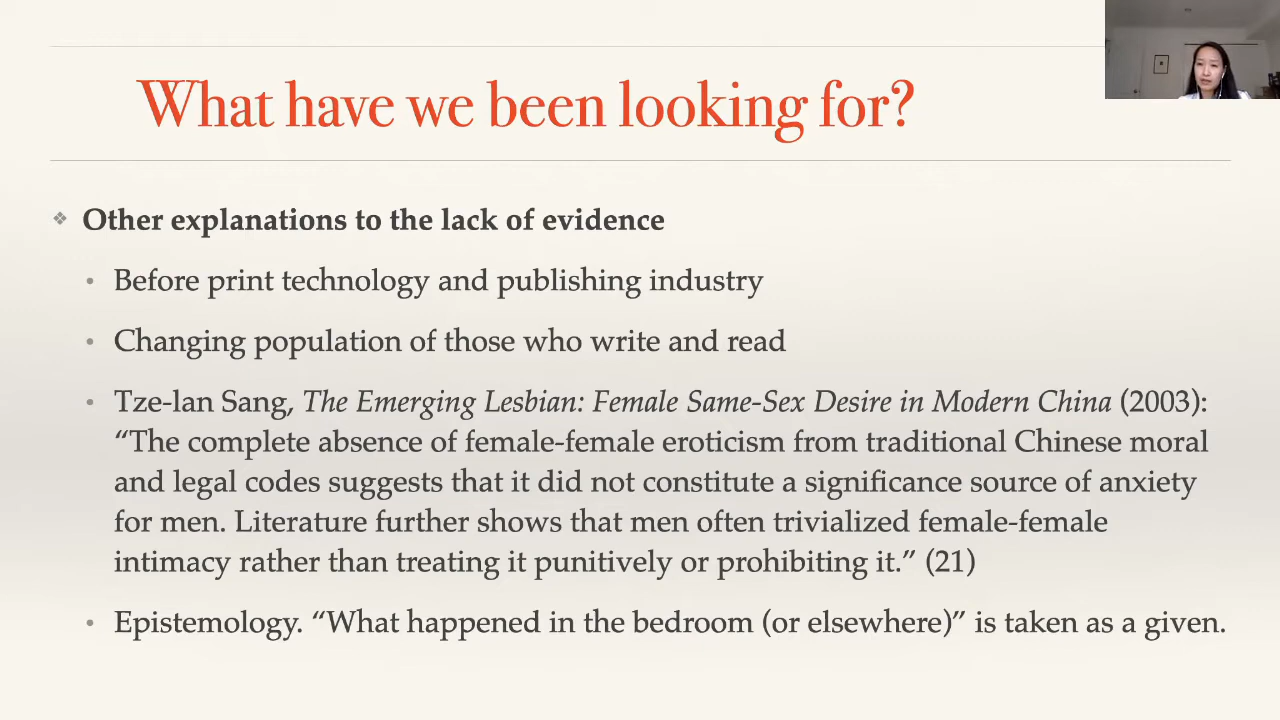 What have we been looking for?
Other explanations to the lack of evidence
Before print technology and publishing industry
Changing population of those who write and read
Tze-lan Sang, The Emerging Lesbian: Female Same-Sex Desire in Modern China (2003):
“The complete absence of female-female eroticism from traditional Chinese moral
and legal codes suggests that it did not constitute a significance source of anxiety
for men. Literature further shows that men often trivialized female-female
intimacy rather than treating it punitively or prohibiting it.” (21)
Epistemology. “What happened in the bedroom (or elsewhere)” is taken as a given.